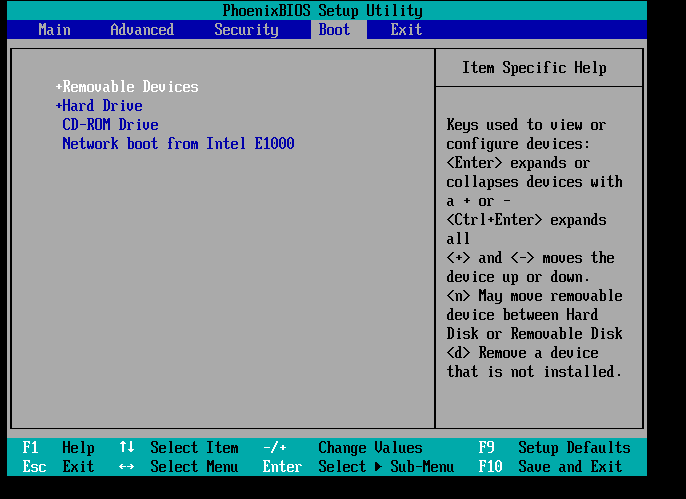 PhoenixBIOS Setup Utility
Main Advanced Security Boot Exit
Item Specific Help
+Removable Devices
+Hard Drive
CD-ROM Drive
Network boot from Intel E1000
Keys used to view or
configure devices:
<Enter> expands or
collapses devices with
a + or -
<Ctrl+Enter> expands
all
<+> and <-> moves the
device up or down.
<n> May move removable
device between Hard
Disk or Removable Disk
<d> Remove a device
that is not installed.
F1 Help ↑↓ Select Item -/+ Change Values F9 Setup Defaults
Esc Exit ↔ Select Menu Enter Select ▶ Sub-Menu F10 Save and Exit